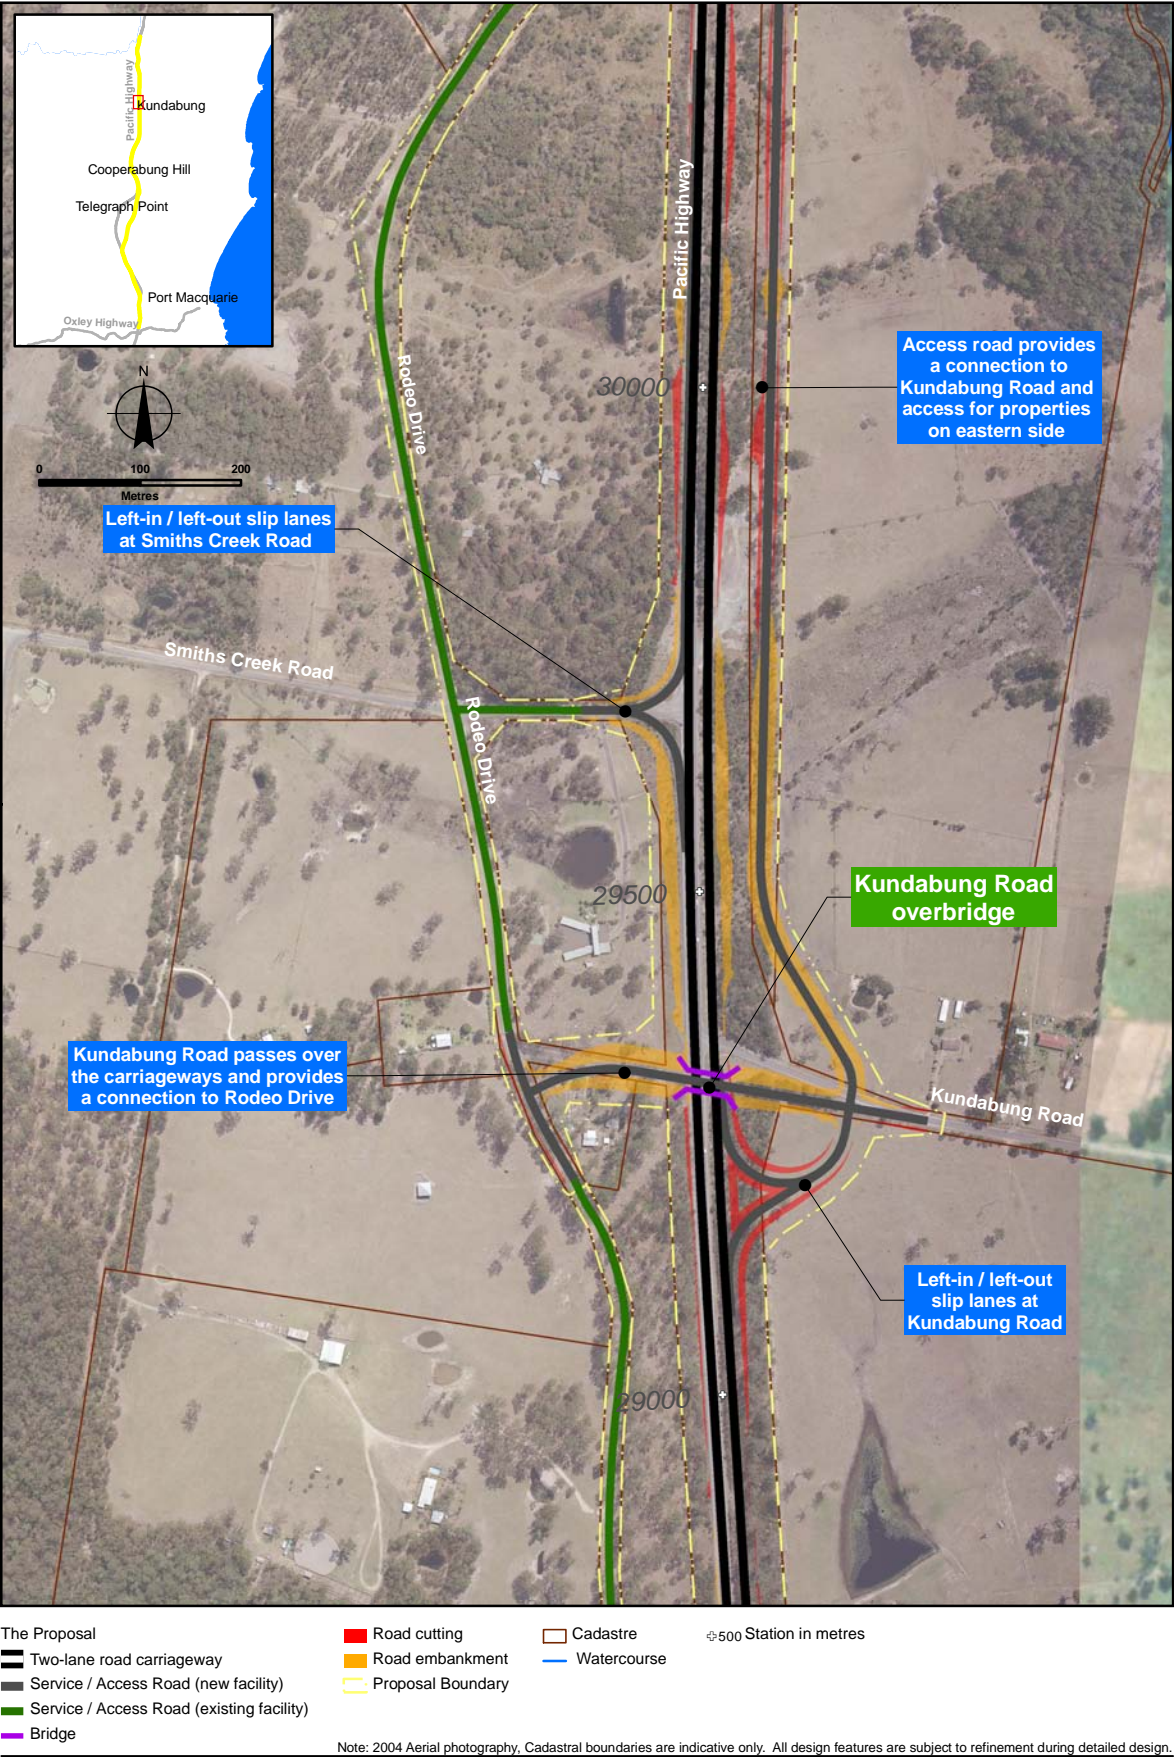 Pacific Highway
Kundabung
Cooperabung Hill
Telegraph Point
Port Macquarie
Oxley Highway
N
0 100 200
Metres
Pacific Highway
Rodeo Drive
30000
Access road provides
a connection to
Kundabung Road and
access for properties
on eastern side
Left-in / left-out slip lanes
at Smiths Creek Road
Smiths Creek Road
Rodeo Drive
29500
Kundabung Road
overbridge
Kundabung Road passes over
the carriageways and provides
a connection to Rodeo Drive
Kundabung Road
Left-in / left-out
slip lanes at
Kundabung Road
29000
The Proposal
Two-lane road carriageway
Service / Access Road (new facility)
Service / Access Road (existing facility)
Bridge
Road cutting
Road embankment
Proposal Boundary
Cadastre
Watercourse
500 Station in metres
Note: 2004 Aerial photography, Cadastral boundaries are indicative only. All design features are subject to refinement during detailed design.